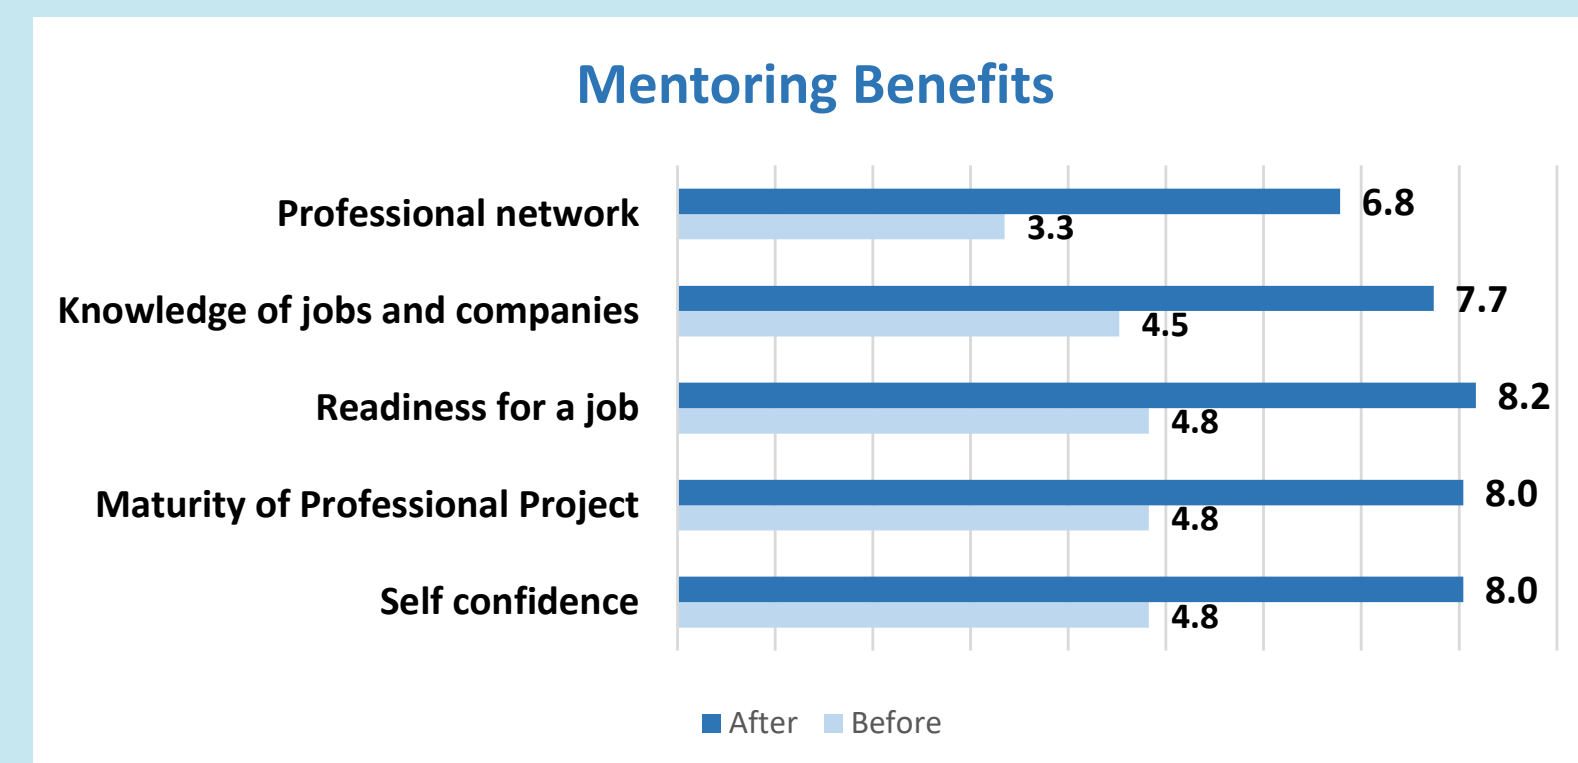 Mentoring Benefits
Professional network
6.8
3.3
Knowledge of jobs and companies
7.7
4.5
Readiness for a job
8.2
4.8
Maturity of Professional Project
8.0
4.8
Self confidence
8.0
4.8
After Before